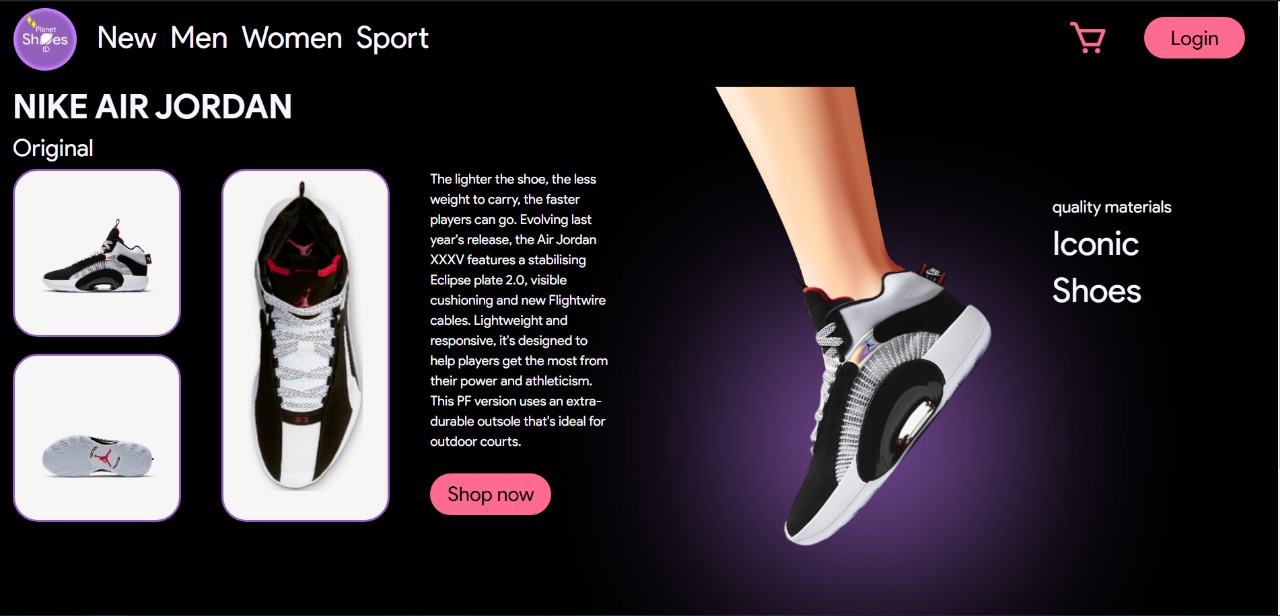 Planet
Shoes
ID
New Men Women Sport
Login
NIKE AIR JORDAN
Original
The lighter the shoe, the less
weight to carry, the faster
players can go. Evolving last
year's release, the Air Jordan
XXXV features a stabilising
Eclipse plate 2.0, visible
cushioning and new Flightwire
cables. Lightweight and
responsive, it's designed to
help players get the most from
their power and athleticism.
This PF version uses an extra-
durable outsole that's ideal for
outdoor courts.
Shop now
quality materials
Iconic
Shoes